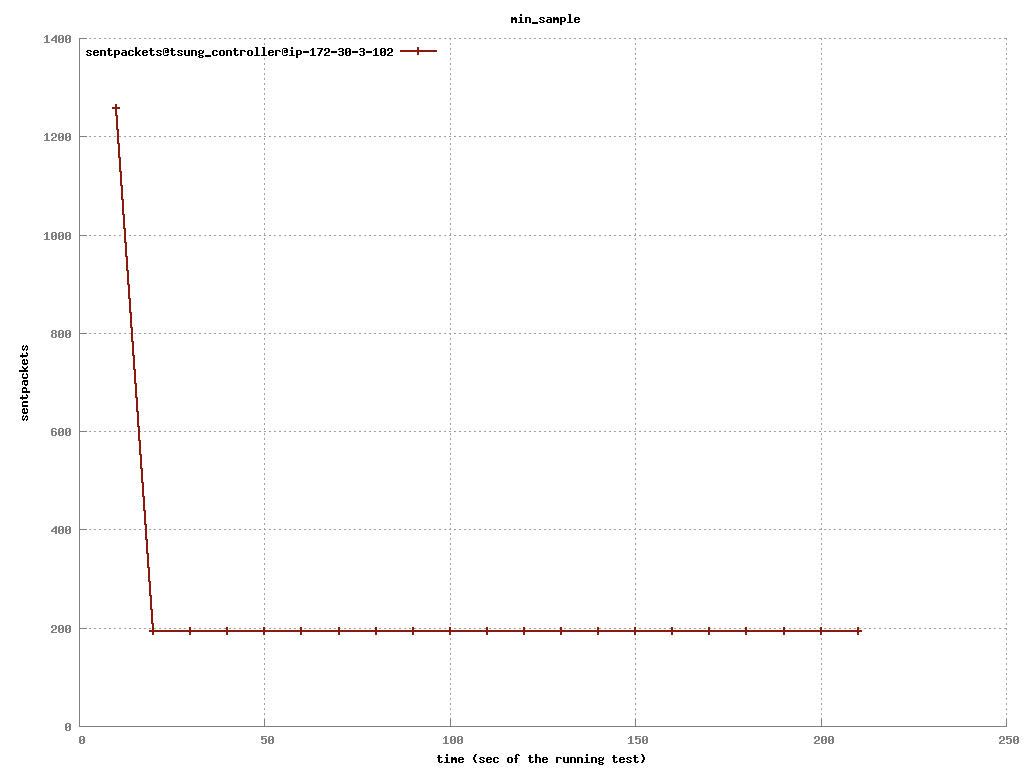 min_sample
sentpackets@tsung_controller@ip-172-30-3-102
1400
1200
1000
800
600
400
200
0
sentpackets
0 50 100 150 200 250
time (sec of the running test)